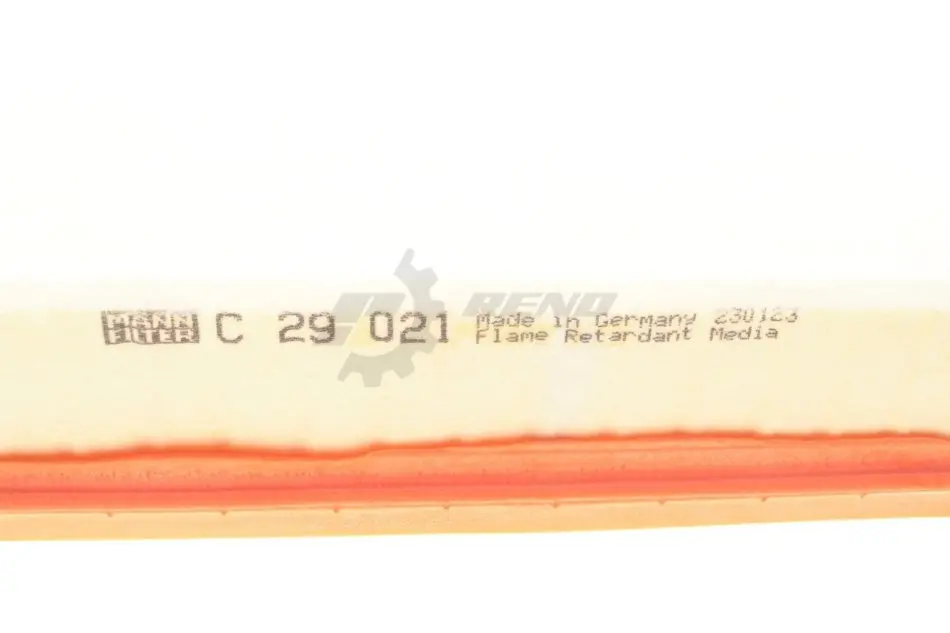 MANN
FILTER
C 29 021
Made in Germany 230123
Flame Retardant Media
RENO